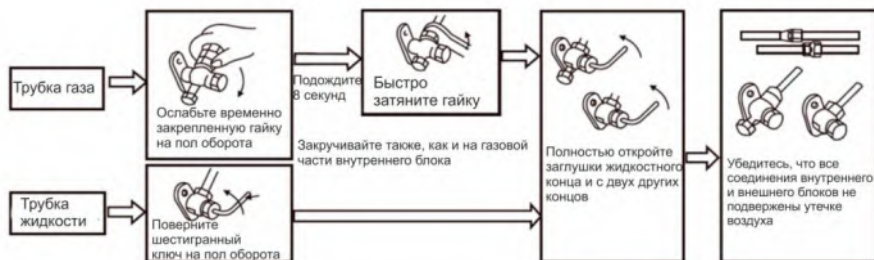 Трубка газа
Ослабьте временно
закрепленную гайку
на пол оборота
Подождите
8 секунд
Быстро
затяните гайку
Закручивайте также, как и на газовой
части внутреннего блока
Трубка
жидкости
Поверните
шестигранный
ключ на пол оборота
Полностью откройте
заглушки жидкостного
конца и с двух других
концов
Убедитесь, что все
соединения внутреннего
и внешнего блоков не
подвержены утечке
воздуха